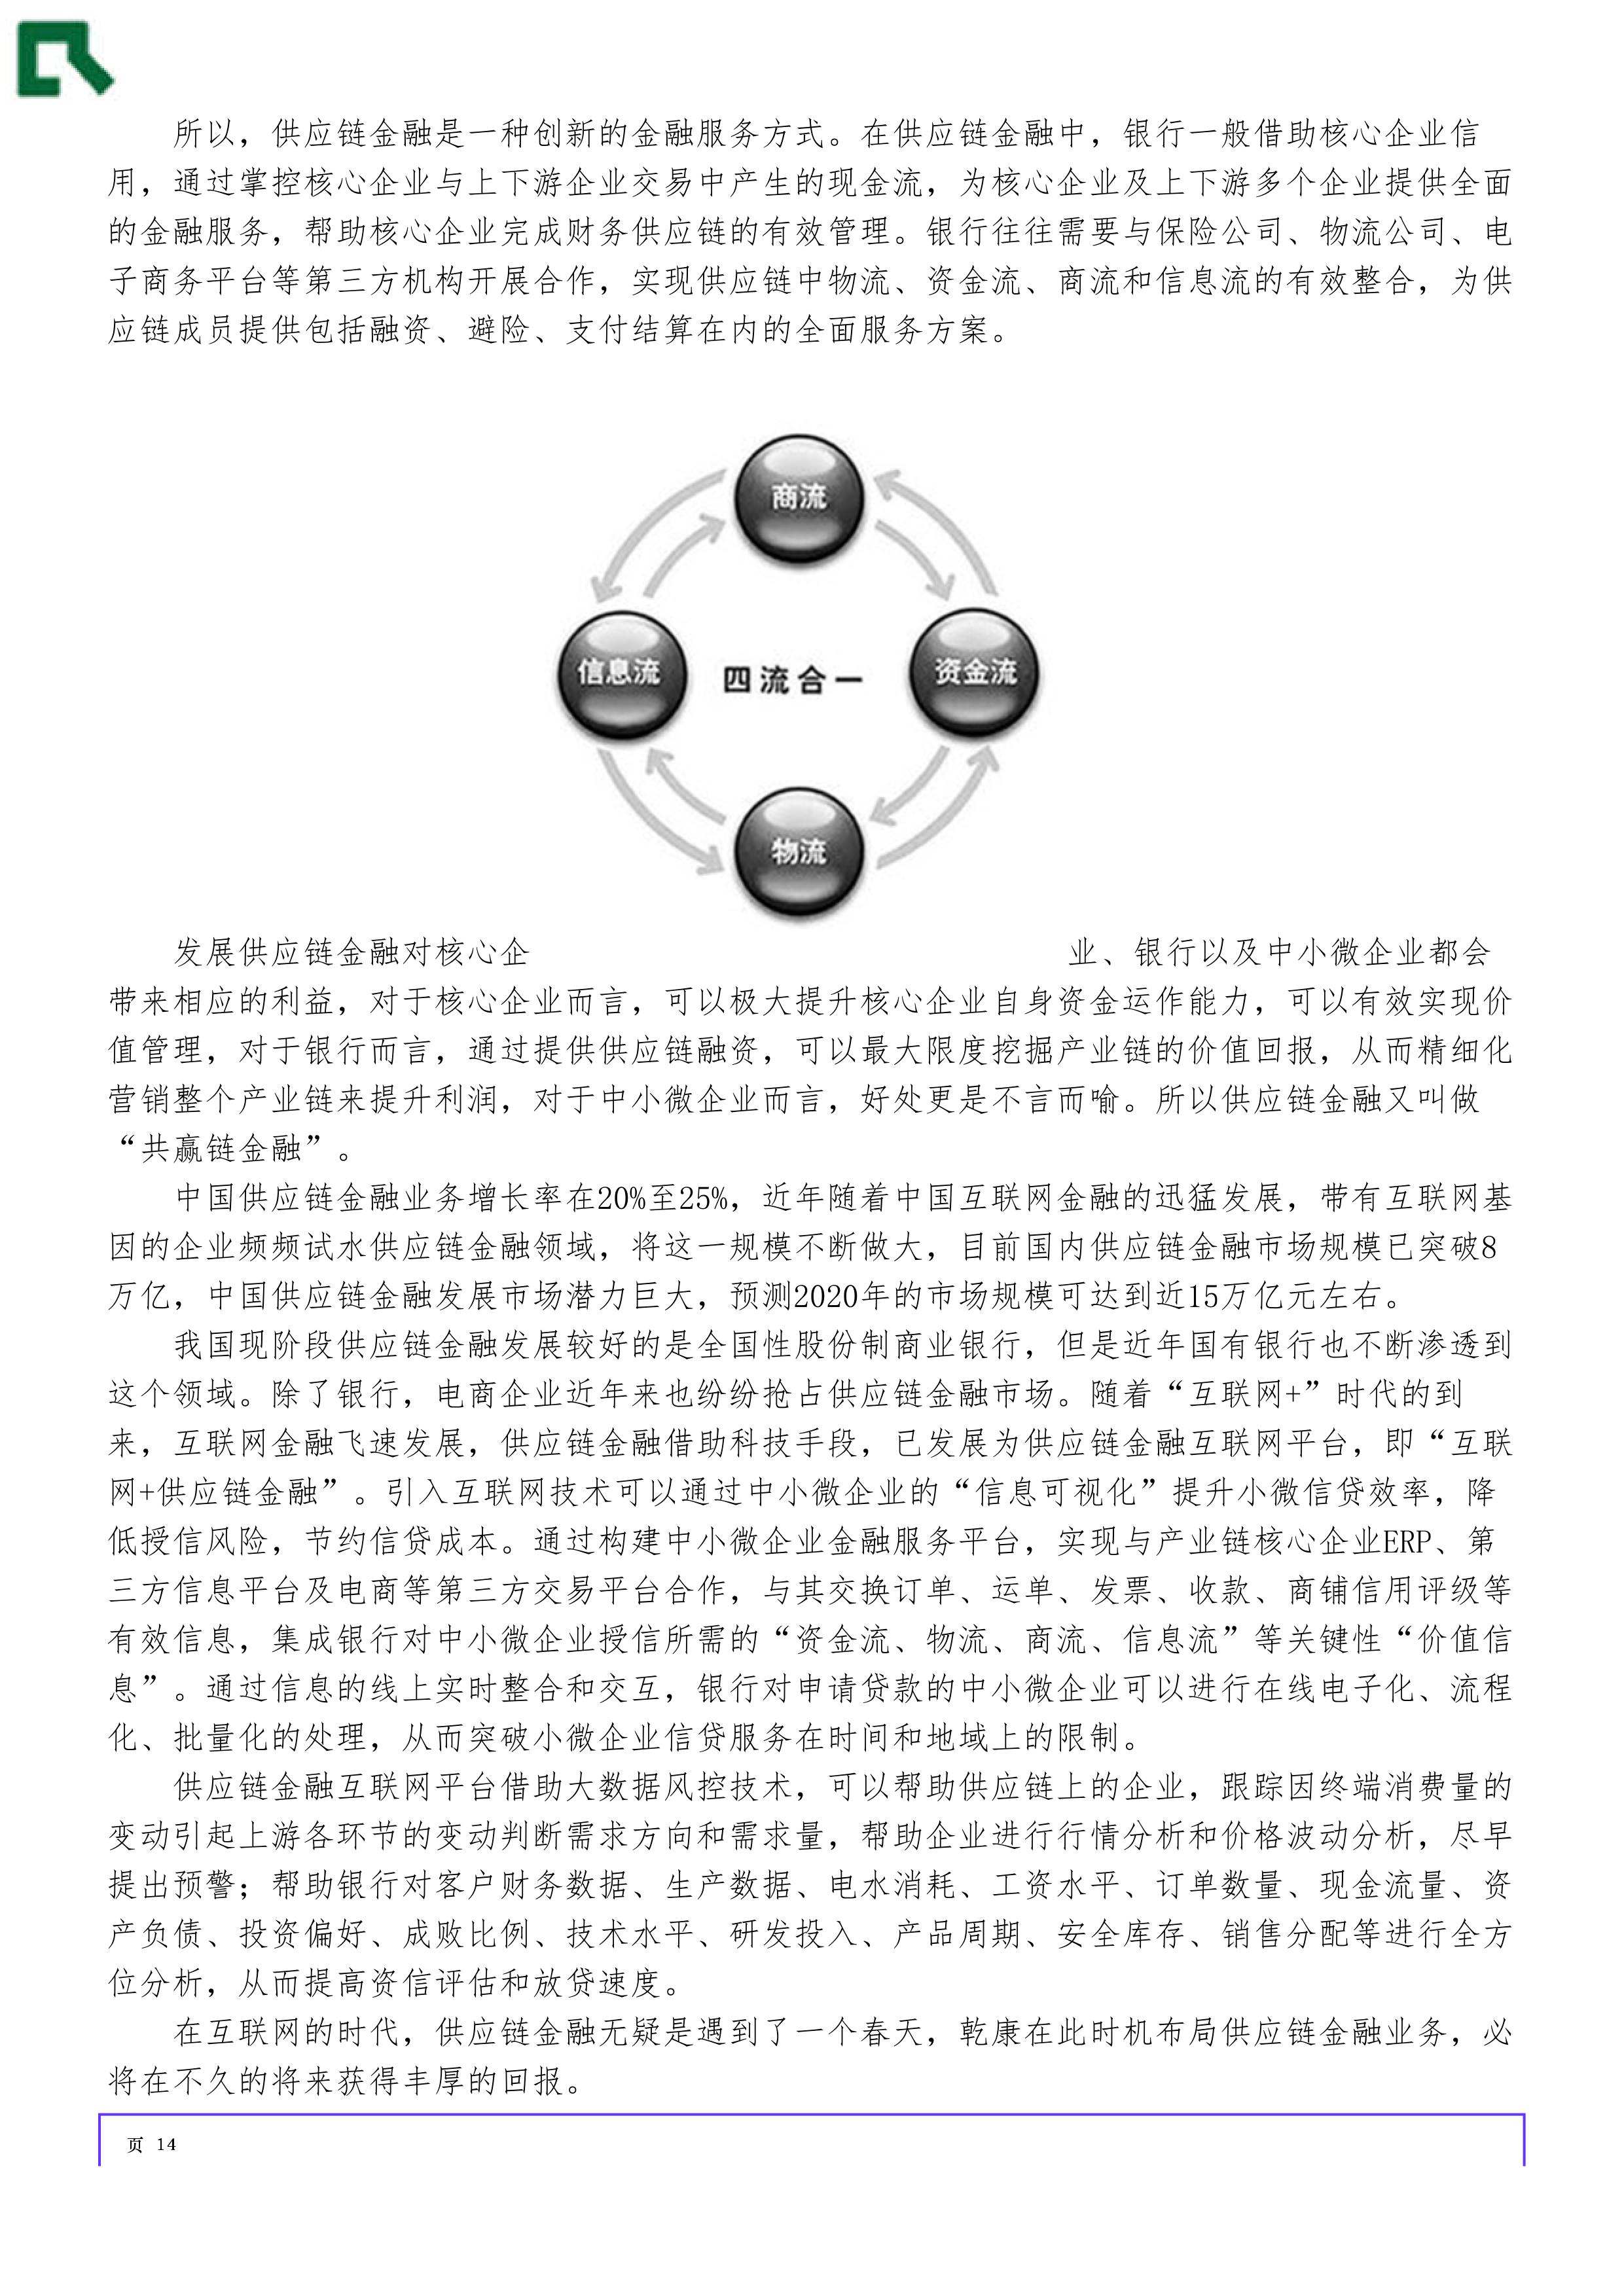 所以，供应链金融是一种创新的金融服务方式。在供应链金融中，银行一般借助核心企业信
用，通过掌控核心企业与上下游企业交易中产生的现金流，为核心企业及上下游多个企业提供全面
的金融服务，帮助核心企业完成财务供应链的有效管理。银行往往需要与保险公司、物流公司、电
子商务平台等第三方机构开展合作，实现供应链中物流、资金流、商流和信息流的有效整合，为供
应链成员提供包括融资、避险、支付结算在内的全面服务方案。
商流
信息流
四流合一
资金流
物流
发展供应链金融对核心企 业、银行以及中小微企业都会
带来相应的利益，对于核心企业而言，可以极大提升核心企业自身资金运作能力，可以有效实现价
值管理，对于银行而言，通过提供供应链融资，可以最大限度挖掘产业链的价值回报，从而精细化
营销整个产业链来提升利润，对于中小微企业而言，好处更是不言而喻。所以供应链金融又叫做
“共赢链金融”。
中国供应链金融业务增长率在20%至25%，近年随着中国互联网金融的迅猛发展，带有互联网基
因的企业频频试水供应链金融领域，将这一规模不断做大，目前国内供应链金融市场规模已突破8
万亿，中国供应链金融发展市场潜力巨大，预测2020年的市场规模可达到近15万亿元左右。
我国现阶段供应链金融发展较好的是全国性股份制商业银行，但是近年国有银行也不断渗透到
这个领域。除了银行，电商企业近年来也纷纷抢占供应链金融市场。随着“互联网+”时代的到
来，互联网金融飞速发展，供应链金融借助科技手段，已发展为供应链金融互联网平台，即“互联
网+供应链金融”。引入互联网技术可以通过中小微企业的“信息可视化”提升小微信贷效率，降
低授信风险，节约信贷成本。通过构建中小微企业金融服务平台，实现与产业链核心企业ERP、第
三方信息平台及电商等第三方交易平台合作，与其交换订单、运单、发票、收款、商铺信用评级等
有效信息，集成银行对中小微企业授信所需的“资金流、物流、商流、信息流”等关键性“价值信
息”。通过信息的线上实时整合和交互，银行对申请贷款的中小微企业可以进行在线电子化、流程
化、批量化的处理，从而突破小微企业信贷服务在时间和地域上的限制。
供应链金融互联网平台借助大数据风控技术，可以帮助供应链上的企业，跟踪因终端消费量的
变动引起上游各环节的变动判断需求方向和需求量，帮助企业进行行情分析和价格波动分析，尽早
提出预警；帮助银行对客户财务数据、生产数据、电水消耗、工资水平、订单数量、现金流量、资
产负债、投资偏好、成败比例、技术水平、研发投入、产品周期、安全库存、销售分配等进行全方
位分析，从而提高资信评估和放贷速度。
在互联网的时代，供应链金融无疑是遇到了一个春天，乾康在此时机布局供应链金融业务，必
将在不久的将来获得丰厚的回报。
页 14